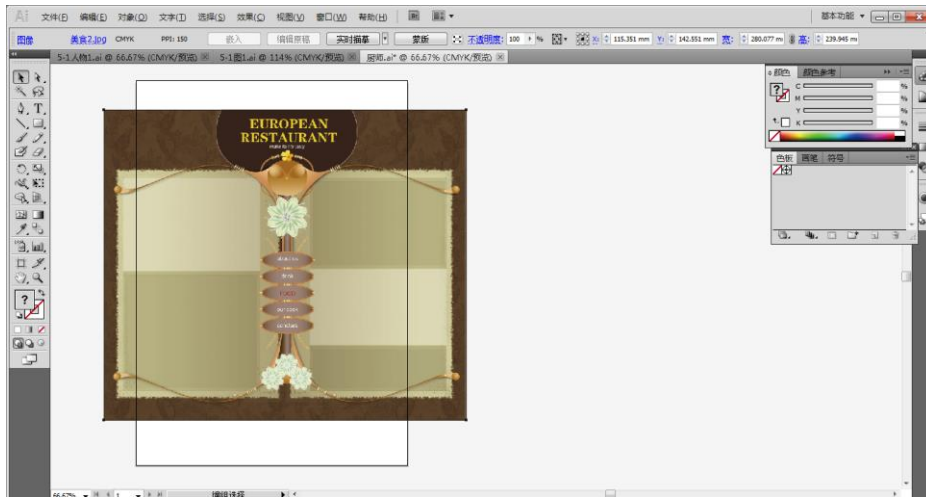 Ai 文件(F) 编辑(E) 对象(O) 文字(T) 选择(S) 效果(C) 视图(V) 窗口(W) 帮助(H) Br 基本功能
图像 美食2.jpg CMYK PPI: 150 嵌入 编辑原稿 实时描摹 蒙版 不透明度: 100 % X: 115.351 mm Y: 142.551 mm 宽: 280.077 mm 高: 239.945 mm
5-1人物1.ai @ 66.67% (CMYK/预览) 5-1图1.ai @ 114% (CMYK/预览) 厨师.ai* @ 66.67% (CMYK/预览)
颜色 颜色参考
C %
M %
Y %
K %
色板 画笔 符号
EUROPEAN
RESTAURANT
66.67% 1 编组选择